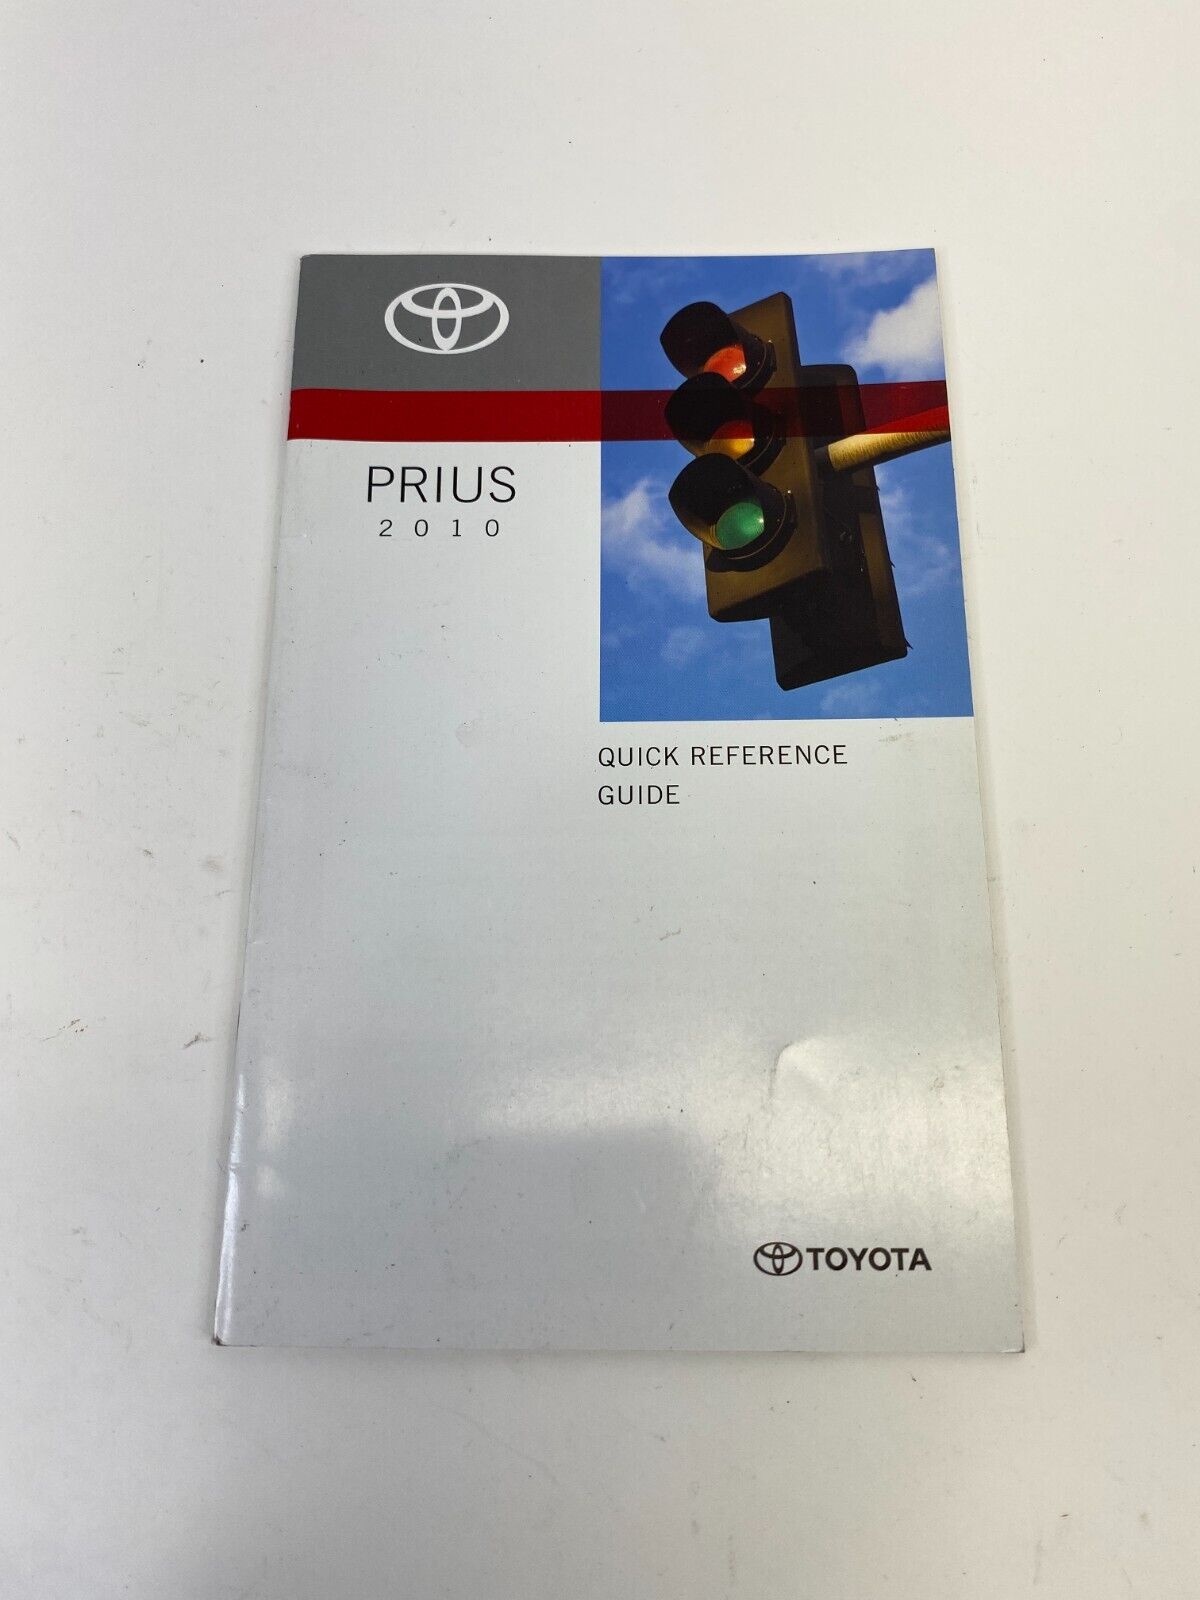 PRIUS
2010
QUICK REFERENCE
GUIDE
TOYOTA